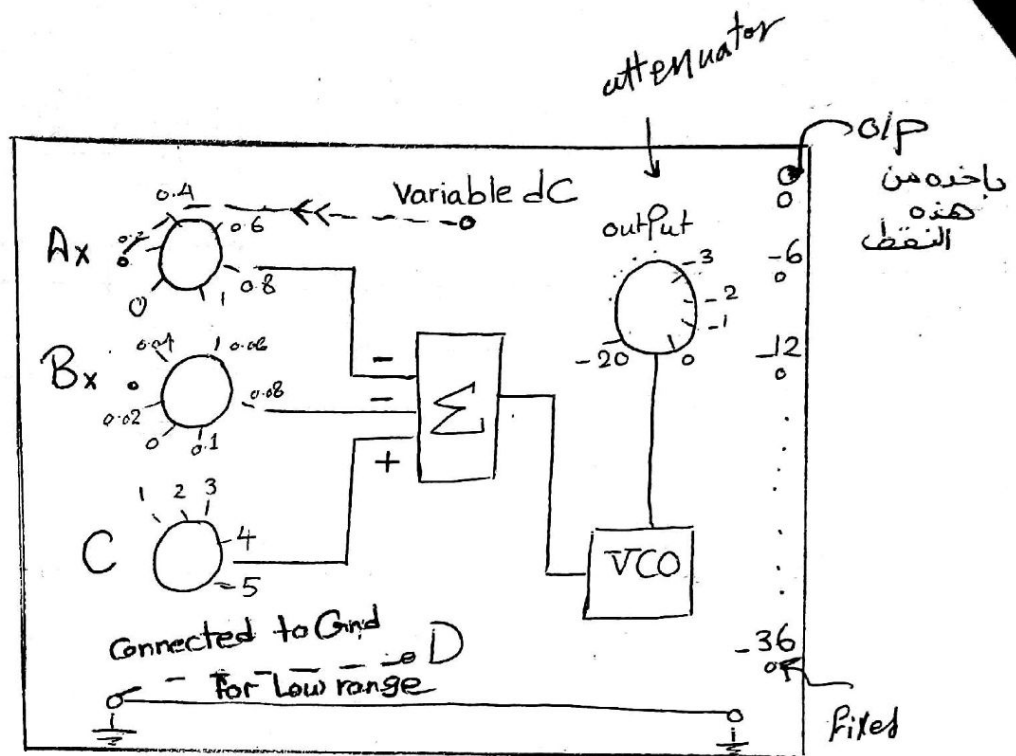 attenuator
O/P
باخده من
هذه
النقط
Variable dC
Ax
0
0.2
0.4
0.6
0.8
1
output
-3
-2
-1
0
-20
-6
-12
Bx
0
0.02
0.04
0.06
0.08
0.1
-
-
+
Σ
C
1
2
3
4
5
VCO
Connected to Gnd
D
For Low range
-36
fixed